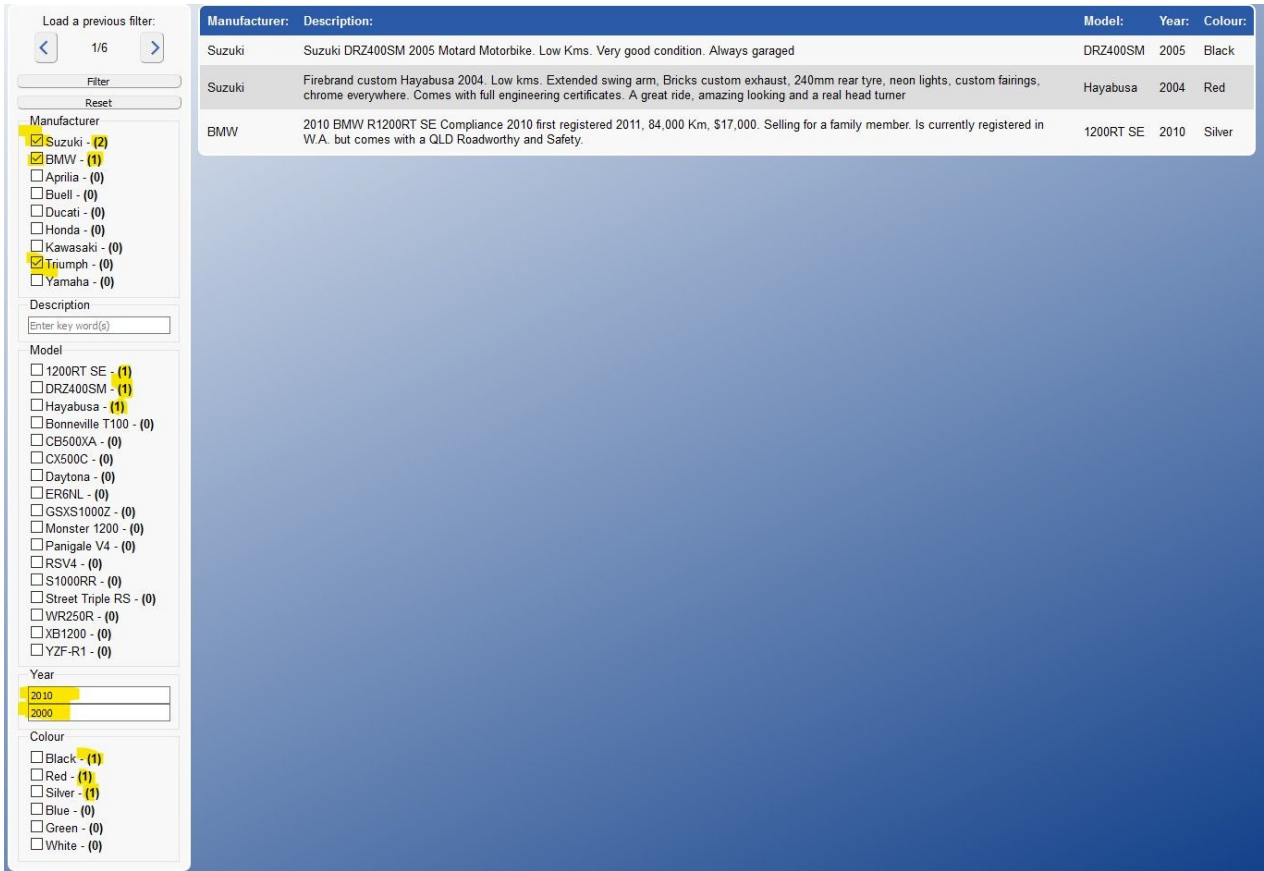 Load a previous filter:
1/6
Filter
Reset
Manufacturer
Suzuki - (2)
BMW - (1)
Aprilia - (0)
Buell - (0)
Ducati - (0)
Honda - (0)
Kawasaki - (0)
Triumph - (0)
Yamaha - (0)
Description
Enter key word(s)
Model
1200RT SE - (1)
DRZ400SM - (1)
Hayabusa - (1)
Bonneville T100 - (0)
CB500XA - (0)
CX500C - (0)
Daytona - (0)
ER6NL - (0)
GSXS1000Z - (0)
Monster 1200 - (0)
Panigale V4 - (0)
RSV4 - (0)
S1000RR - (0)
Street Triple RS - (0)
WR250R - (0)
XB1200 - (0)
YZF-R1 - (0)
Year
2010
2000
Colour
Black - (1)
Red - (1)
Silver - (1)
Blue - (0)
Green - (0)
White - (0)
Manufacturer: Description: Model: Year: Colour:
Suzuki Suzuki DRZ400SM 2005 Motard Motorbike. Low Kms. Very good condition. Always garaged DRZ400SM 2005 Black
Suzuki Firebrand custom Hayabusa 2004. Low kms. Extended swing arm, Bricks custom exhaust, 240mm rear tyre, neon lights, custom fairings, Hayabusa 2004 Red
chrome everywhere. Comes with full engineering certificates. A great ride, amazing looking and a real head turner
BMW 2010 BMW R1200RT SE Compliance 2010 first registered 2011, 84,000 Km, $17,000. Selling for a family member. Is currently registered in 1200RT SE 2010 Silver
W.A. but comes with a QLD Roadworthy and Safety.